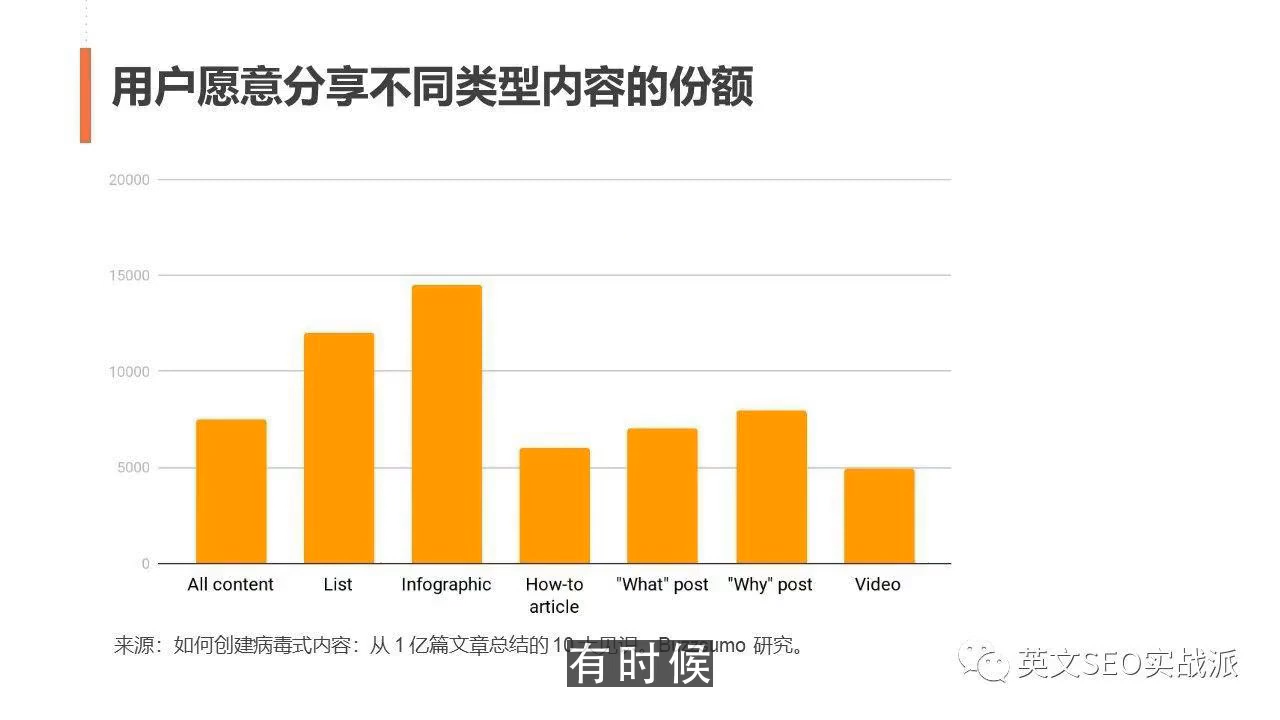 用户愿意分享不同类型内容的份额
20000
15000
10000
5000
0
All content
List
Infographic
How-to
article
"What" post
"Why" post
Video
来源：如何创建病毒式内容：从 1 亿篇文章总结的 10 研究。
有时候
英文SEO实战派